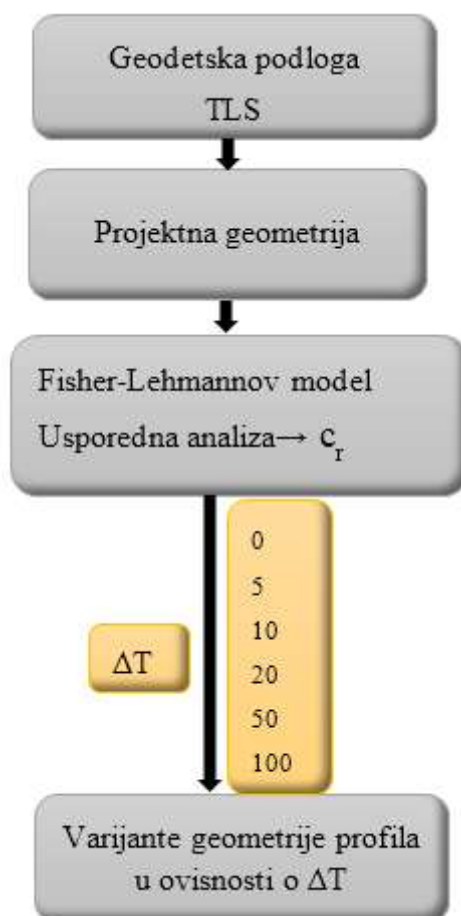 Geodetska podloga
TLS
Projektna geometrija
Fisher-Lehmannov model
Usporedna analiza→ cr
0
5
10
ΔT
20
50
100
Varijante geometrije profila
u ovisnosti o ΔT